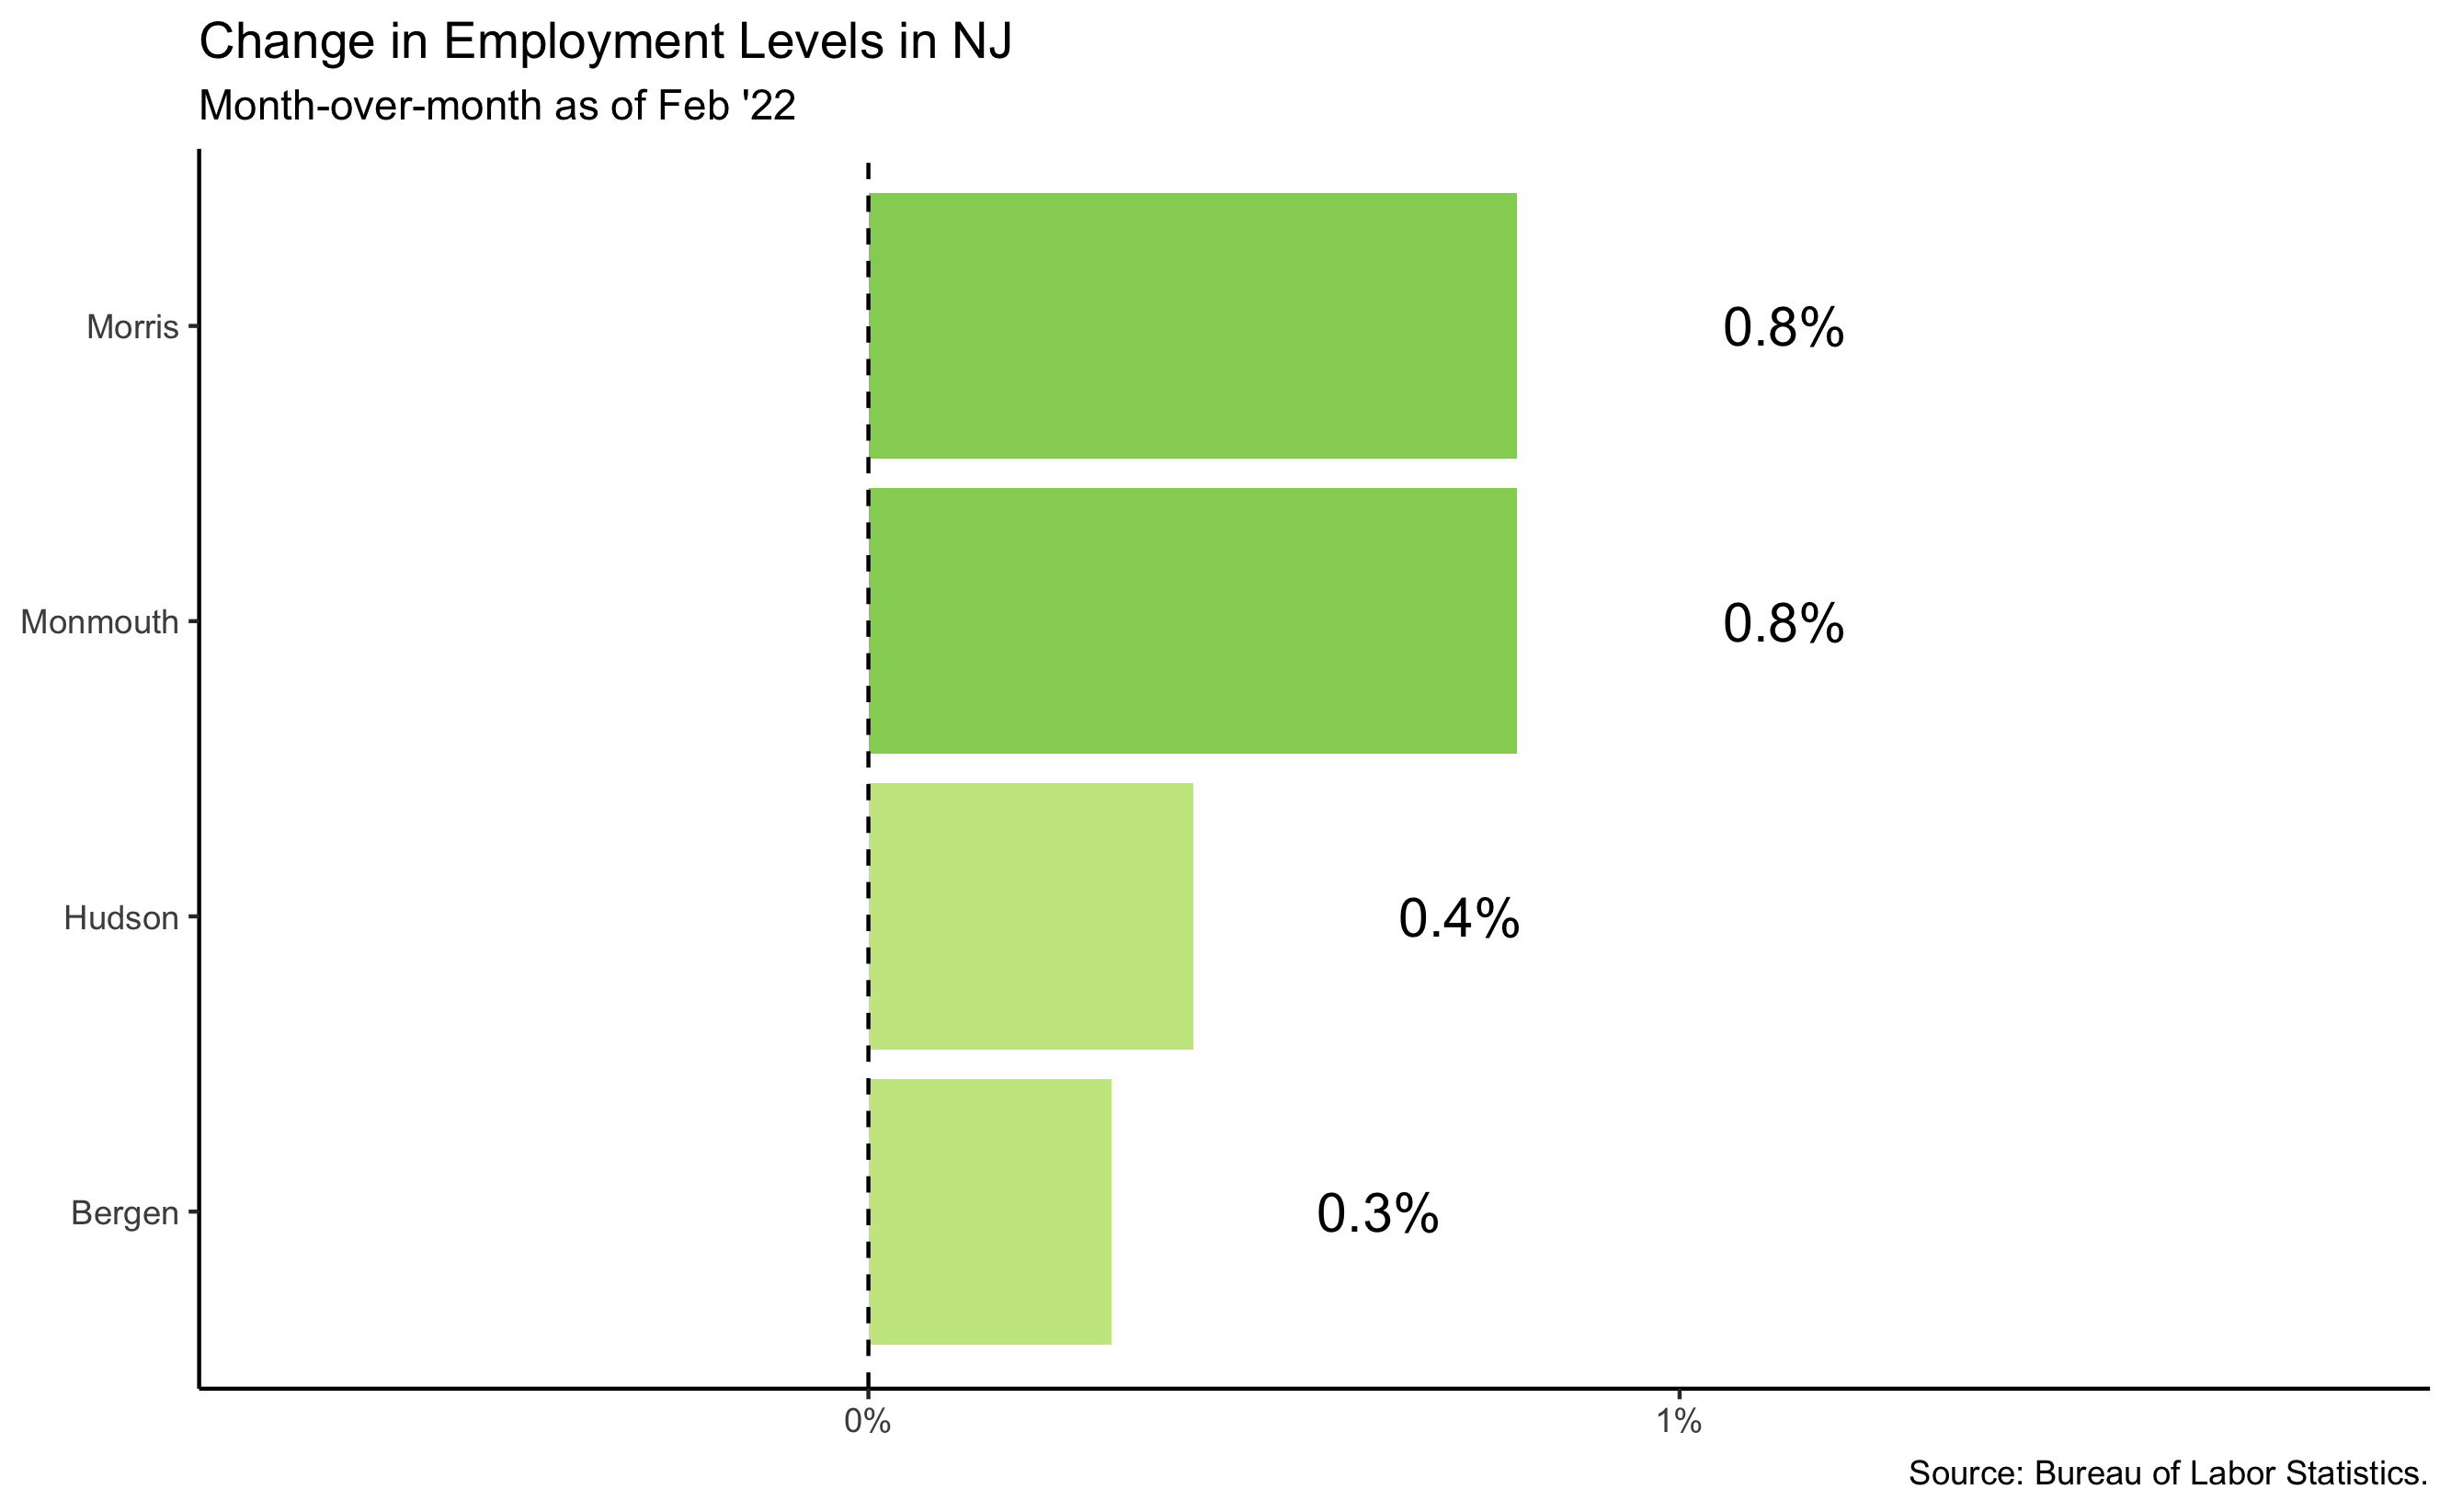 Change in Employment Levels in NJ
Month-over-month as of Feb '22
Morris
0.8%
Monmouth
0.8%
Hudson
0.4%
Bergen
0.3%
0%
1%
Source: Bureau of Labor Statistics.